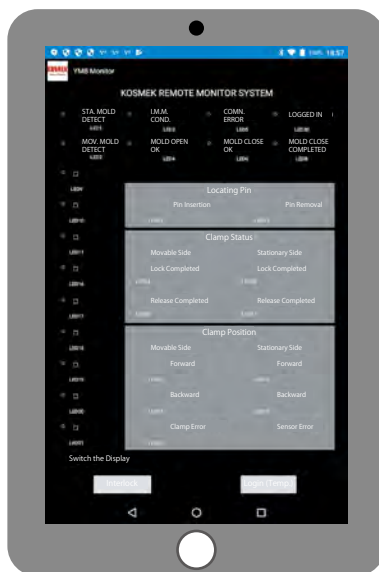 18:57
KOSMEK YMB Monitor
KOSMEK REMOTE MONITOR SYSTEM
STA. MOLD DETECT
I.M.M. COND.
COMN. ERROR
LOGGED IN
MOV. MOLD DETECT
MOLD OPEN OK
MOLD CLOSE OK
MOLD CLOSE COMPLETED
Locating Pin
Pin Insertion Pin Removal
Clamp Status
Movable Side Stationary Side
Lock Completed Lock Completed
Release Completed Release Completed
Clamp Position
Movable Side Stationary Side
Forward Forward
Backward Backward
Clamp Error Sensor Error
Switch the Display
Interlock Login (Temp.)